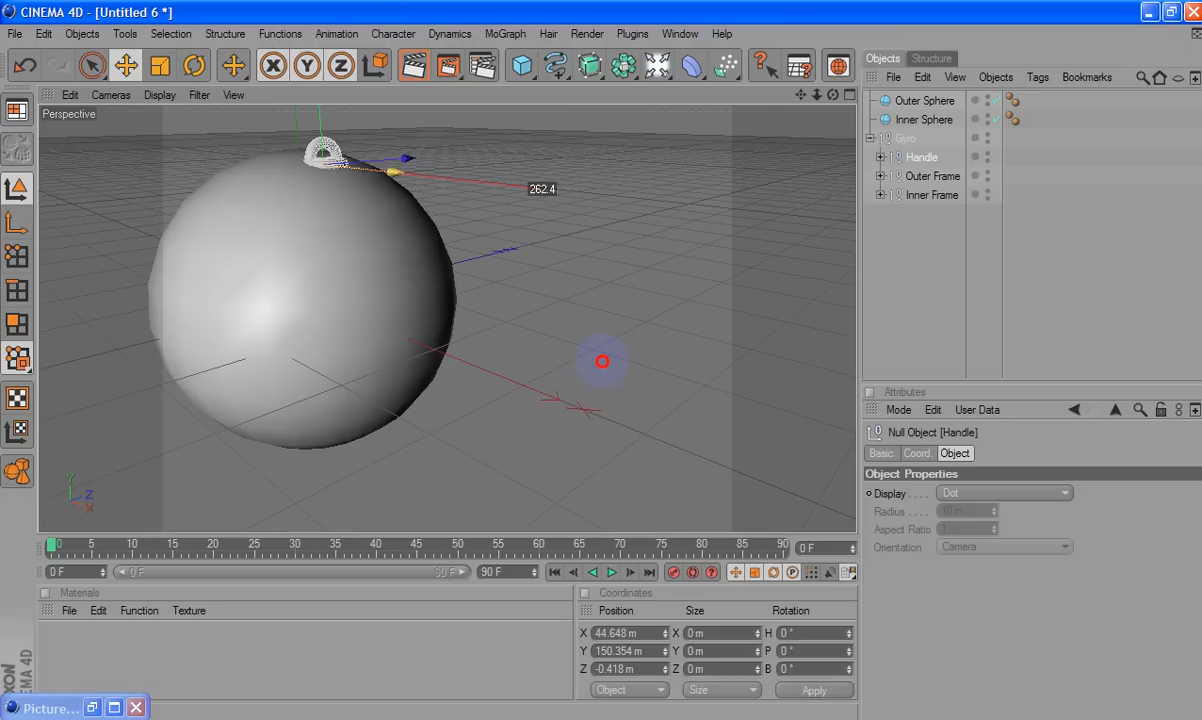 CINEMA 4D - [Untitled 6 *]
File Edit Objects Tools Selection Structure Functions Animation Character Dynamics MoGraph Hair Render Plugins Window Help
Objects Structure
File Edit View Objects Tags Bookmarks
Edit Cameras Display Filter View
Perspective
Outer Sphere
Inner Sphere
Gyro
Handle
Outer Frame
Inner Frame
262.4
Attributes
Mode Edit User Data
Null Object [Handle]
Basic Coord. Object
Object Properties
Display . . . . Dot
Radius . . . . 10 m
Aspect Ratio 1
Orientation Camera
Y
Z
X
0 5 10 15 20 25 30 35 40 45 50 55 60 65 70 75 80 85 90 0 F
0 F 0 F 90 F 90 F
Materials
File Edit Function Texture
Coordinates
Position Size Rotation
X 44.648 m X 0 m H 0 °
Y 150.354 m Y 0 m P 0 °
Z -0.418 m Z 0 m B 0 °
Object Size Apply
CINEMA 4D
Picture...